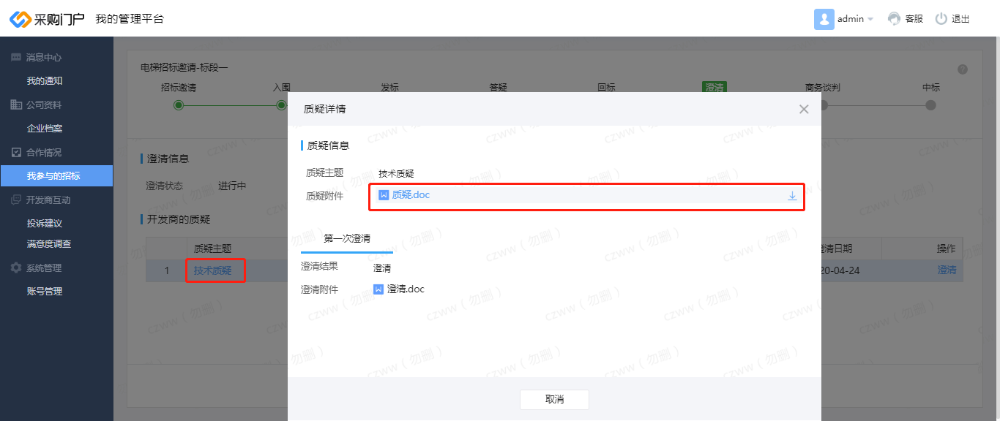 采购门户 我的管理平台 admin 客服 退出
消息中心
我的通知
公司资料
企业档案
合作情况
我参与的招标
开发商互动
投诉建议
满意度调查
系统管理
账号管理
电梯招标邀请-标段一
招标邀请 入围 发标 答疑 回标 澄清 商务谈判 中标
澄清信息
澄清状态 进行中
开发商的质疑
质疑主题 清日期 操作
1 技术质疑 20-04-24 澄清
质疑详情
质疑信息
质疑主题 技术质疑
质疑附件 质疑.doc
第一次澄清
澄清结果 澄清
澄清附件 澄清.doc
取消
czww（勿删）